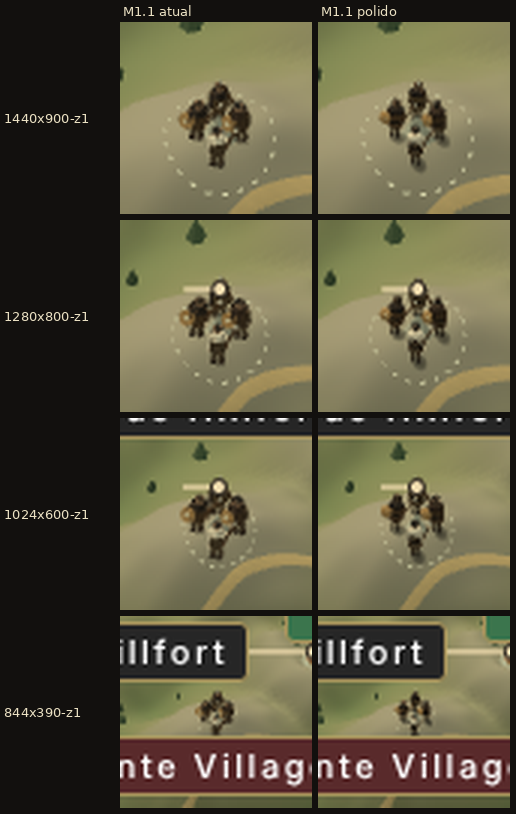 M1.1 atual
M1.1 polido
1440x900-z1
1280x800-z1
1024x600-z1
844x390-z1
illfort
illfort
nte Villag
nte Village